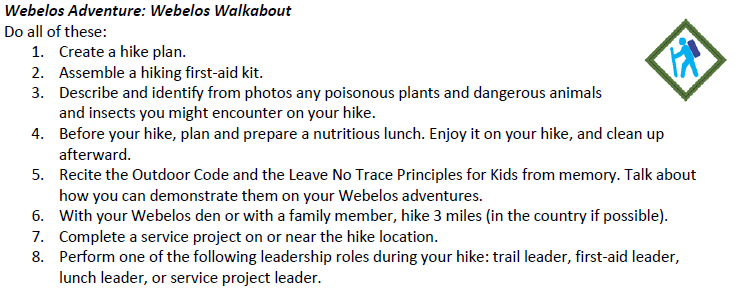 Webelos Adventure: Webelos Walkabout
Do all of these:
1. Create a hike plan.
2. Assemble a hiking first-aid kit.
3. Describe and identify from photos any poisonous plants and dangerous animals
and insects you might encounter on your hike.
4. Before your hike, plan and prepare a nutritious lunch. Enjoy it on your hike, and clean up
afterward.
5. Recite the Outdoor Code and the Leave No Trace Principles for Kids from memory. Talk about
how you can demonstrate them on your Webelos adventures.
6. With your Webelos den or with a family member, hike 3 miles (in the country if possible).
7. Complete a service project on or near the hike location.
8. Perform one of the following leadership roles during your hike: trail leader, first-aid leader,
lunch leader, or service project leader.